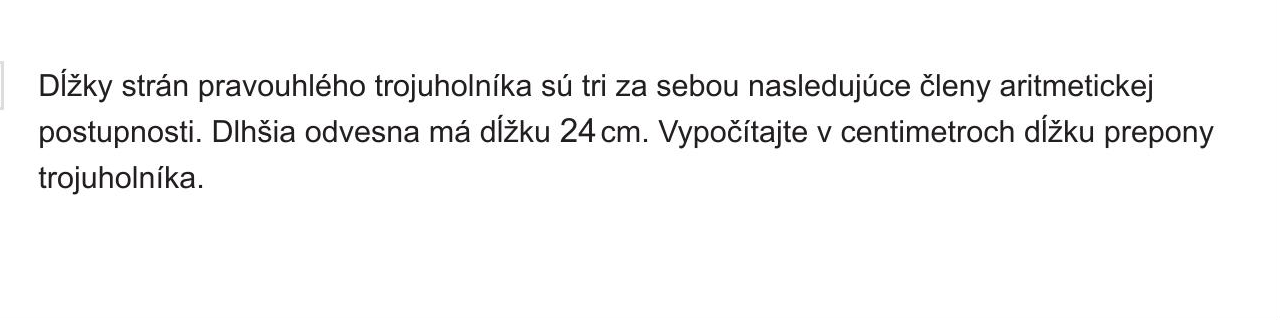 Dĺžky strán pravouhlého trojuholníka sú tri za sebou nasledujúce členy aritmetickej
postupnosti. Dlhšia odvesna má dĺžku 24 cm. Vypočítajte v centimetroch dĺžku prepony
trojuholníka.